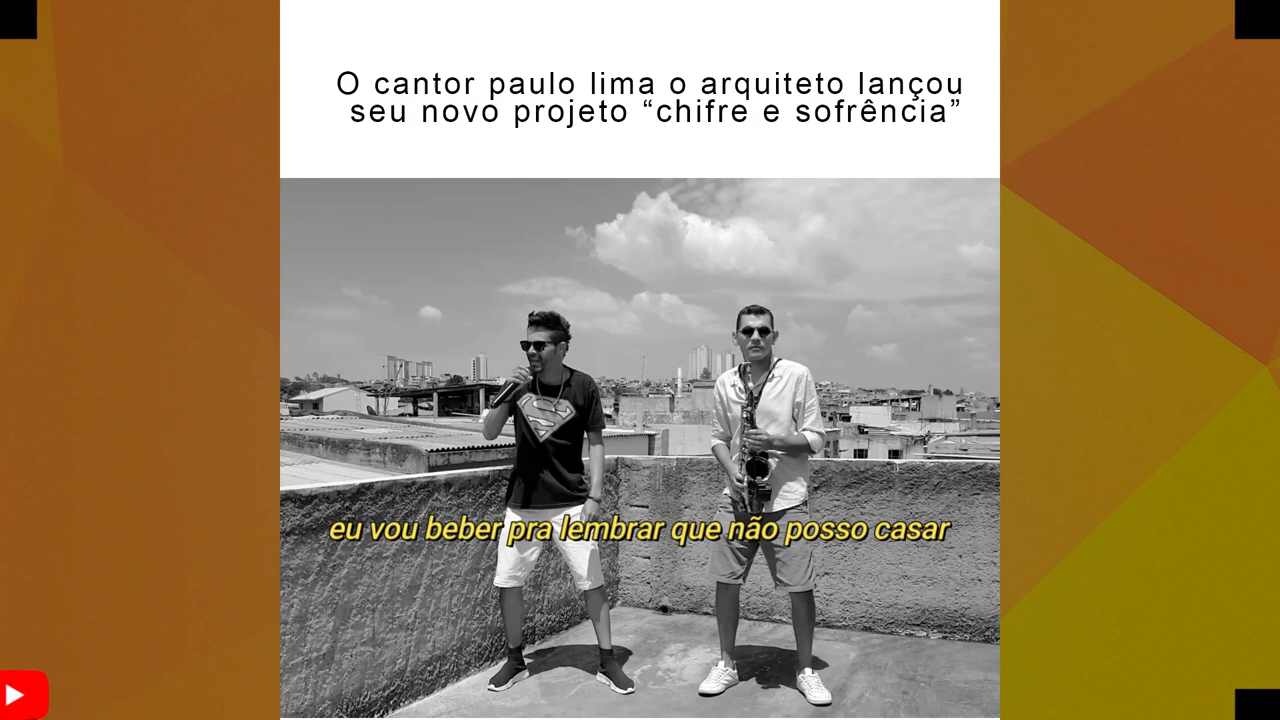 O cantor paulo lima o arquiteto lançou
seu novo projeto “chifre e sofrência”
eu vou beber pra lembrar que não posso casar